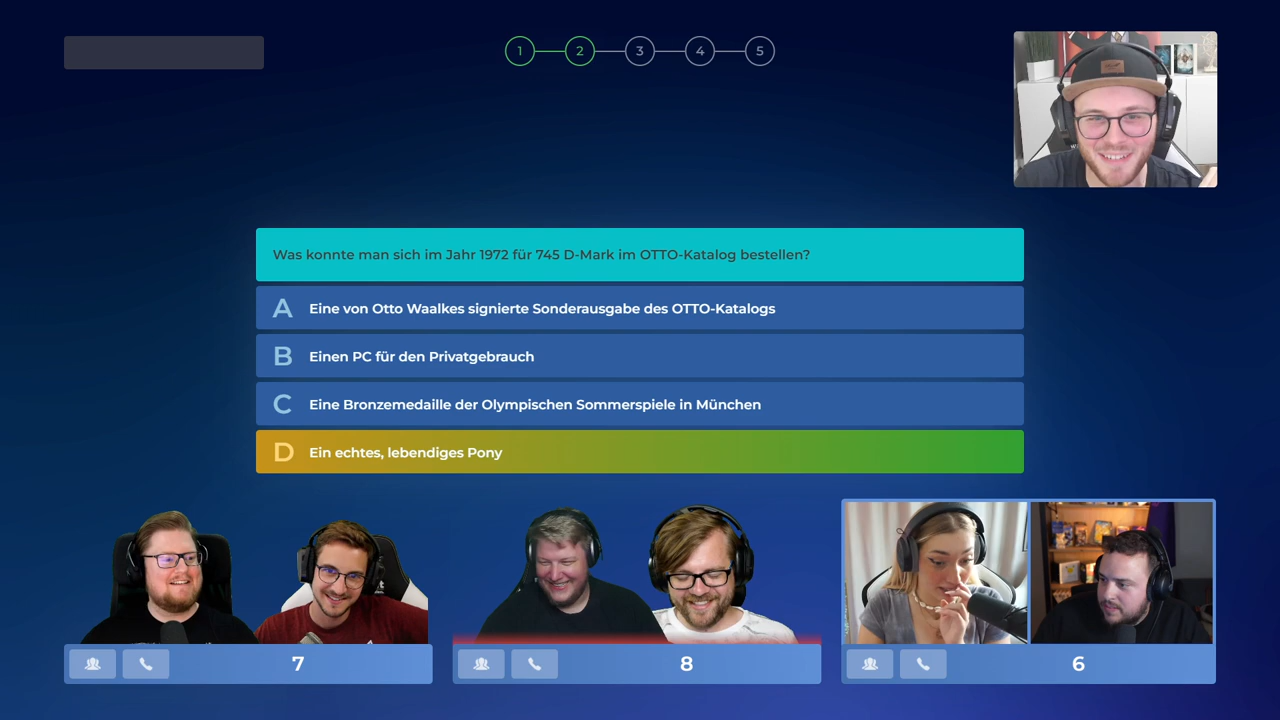 1
2
3
4
5
Was konnte man sich im Jahr 1972 für 745 D-Mark im OTTO-Katalog bestellen?
A Eine von Otto Waalkes signierte Sonderausgabe des OTTO-Katalogs
B Einen PC für den Privatgebrauch
C Eine Bronzemedaille der Olympischen Sommerspiele in München
D Ein echtes, lebendiges Pony
7
8
6